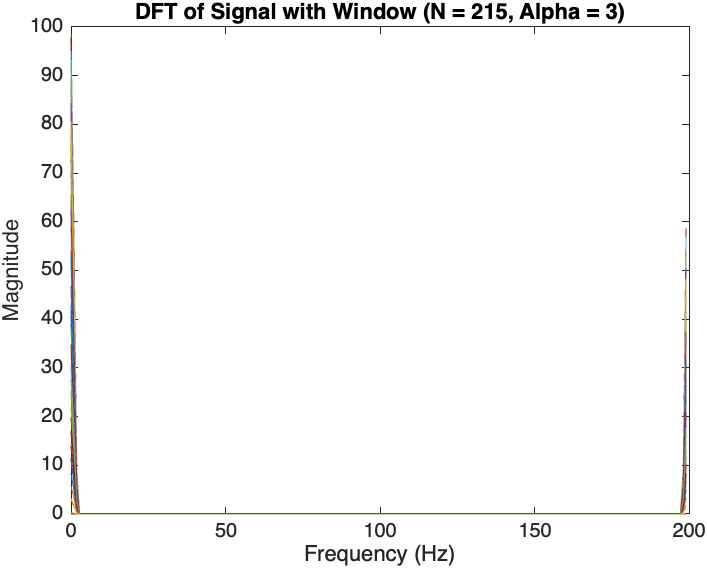 DFT of Signal with Window (N = 215, Alpha = 3)
100
90
80
70
60
50
40
30
20
10
0
Magnitude
0 50 100 150 200
Frequency (Hz)